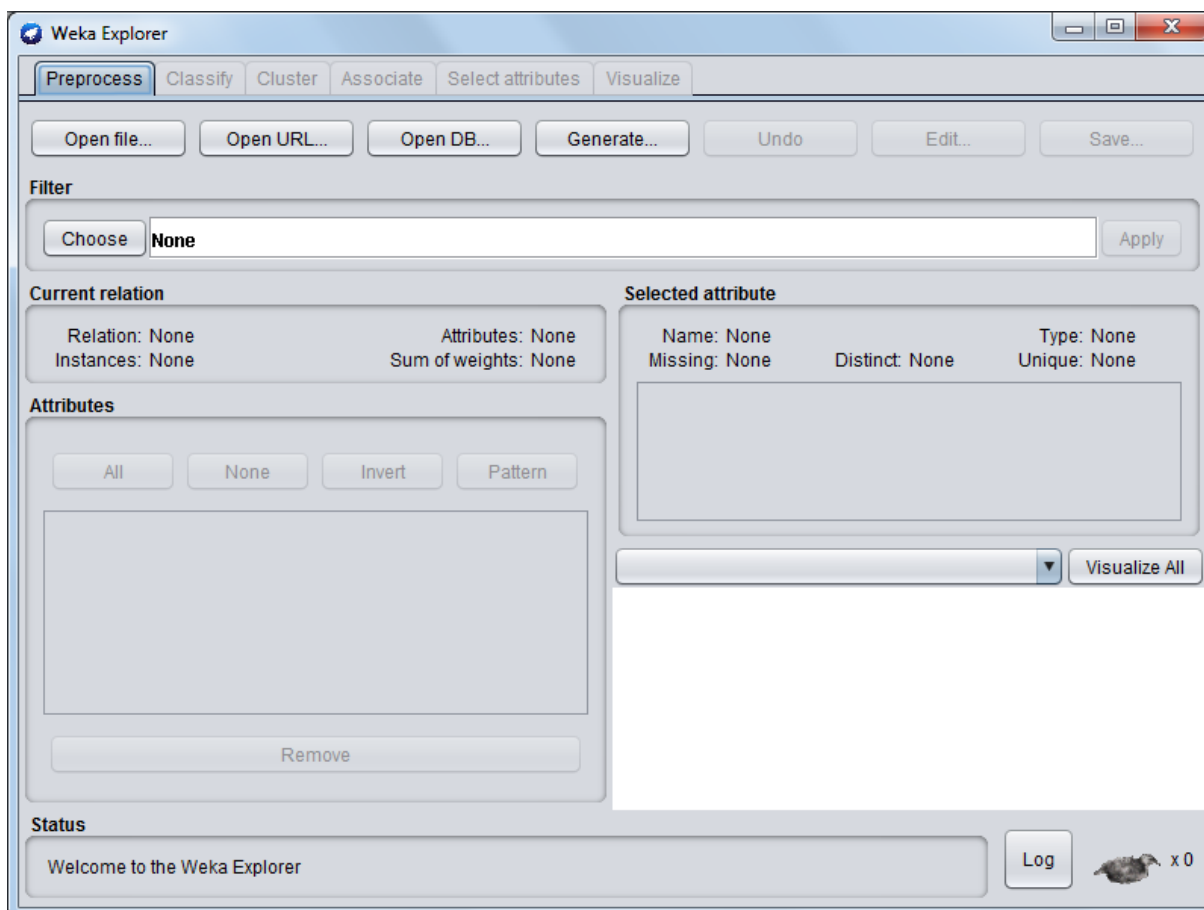 Weka Explorer
Preprocess Classify Cluster Associate Select attributes Visualize
Open file... Open URL... Open DB... Generate... Undo Edit... Save...
Filter
Choose None Apply
Current relation
Relation: None Attributes: None
Instances: None Sum of weights: None
Selected attribute
Name: None Type: None
Missing: None Distinct: None Unique: None
Attributes
All None Invert Pattern
Remove
Visualize All
Status
Welcome to the Weka Explorer
Log x 0